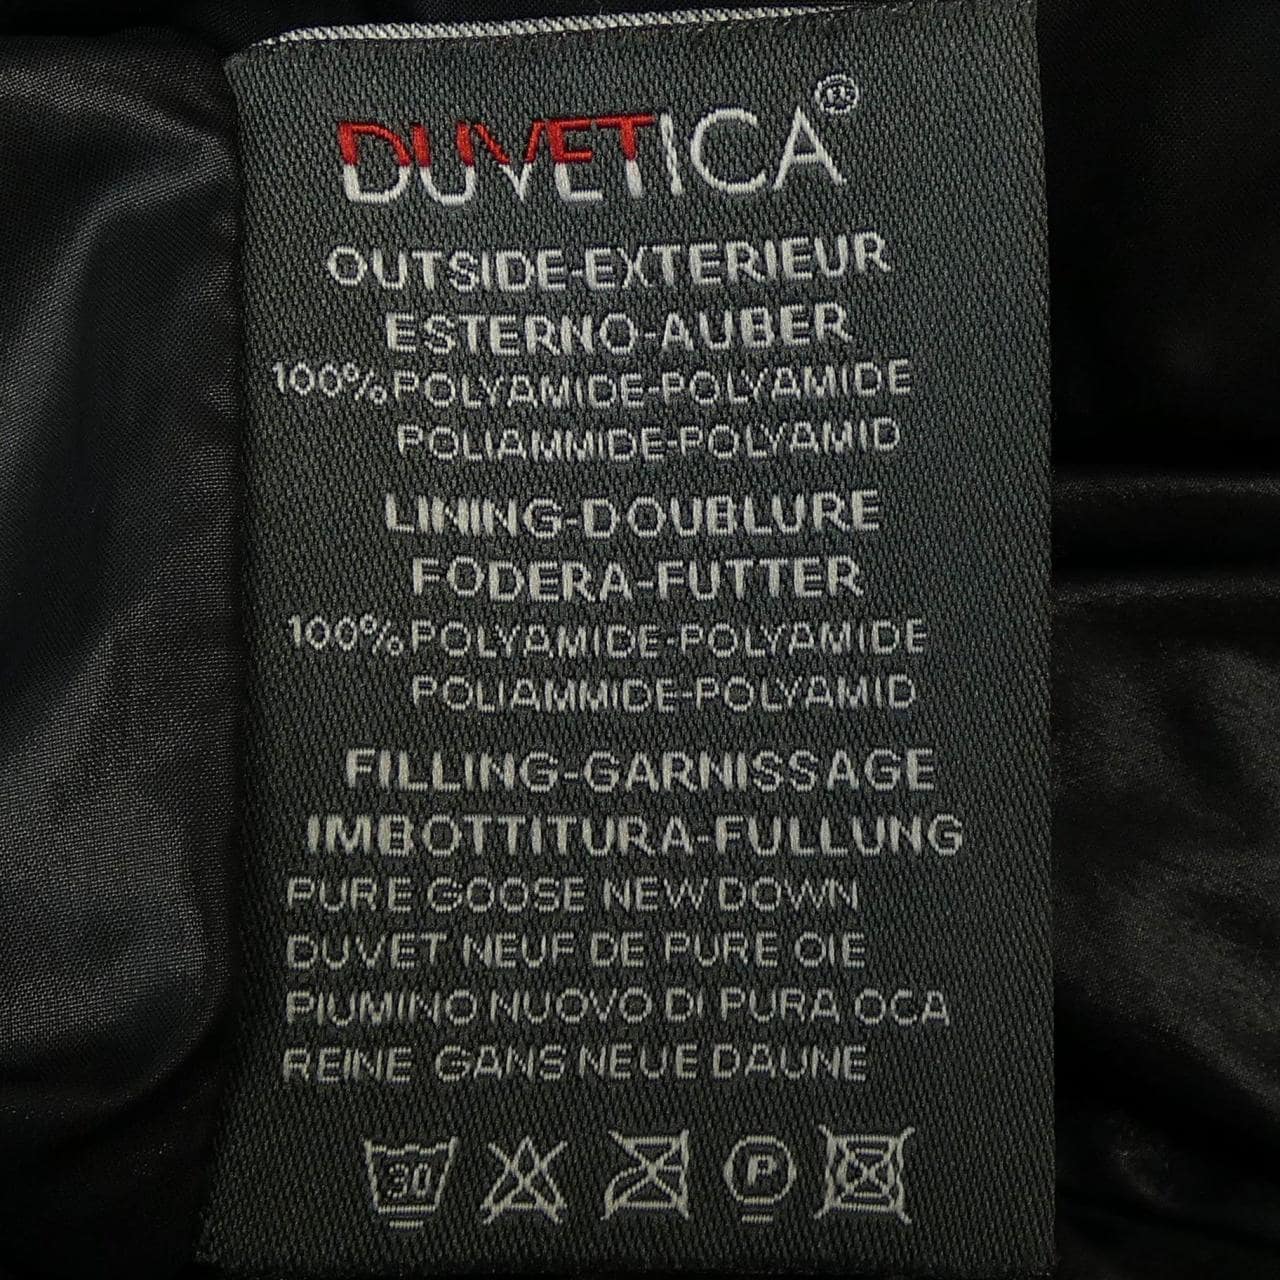 DUVETICA®
OUTSIDE-EXTERIEUR
ESTERNO-AUBER
100%POLYAMIDE-POLYAMIDE
POLIAMMIDE-POLYAMID
LINING-DOUBLURE
FODERA-FUTTER
100%POLYAMIDE-POLYAMIDE
POLIAMMIDE-POLYAMID
FILLING-GARNISSAGE
IMBOTTITURA-FULLUNG
PURE GOOSE NEW DOWN
DUVET NEUF DE PURE OIE
PIUMINO NUOVO DI PURA OCA
REINE GANS NEUE DAUNE
30 P